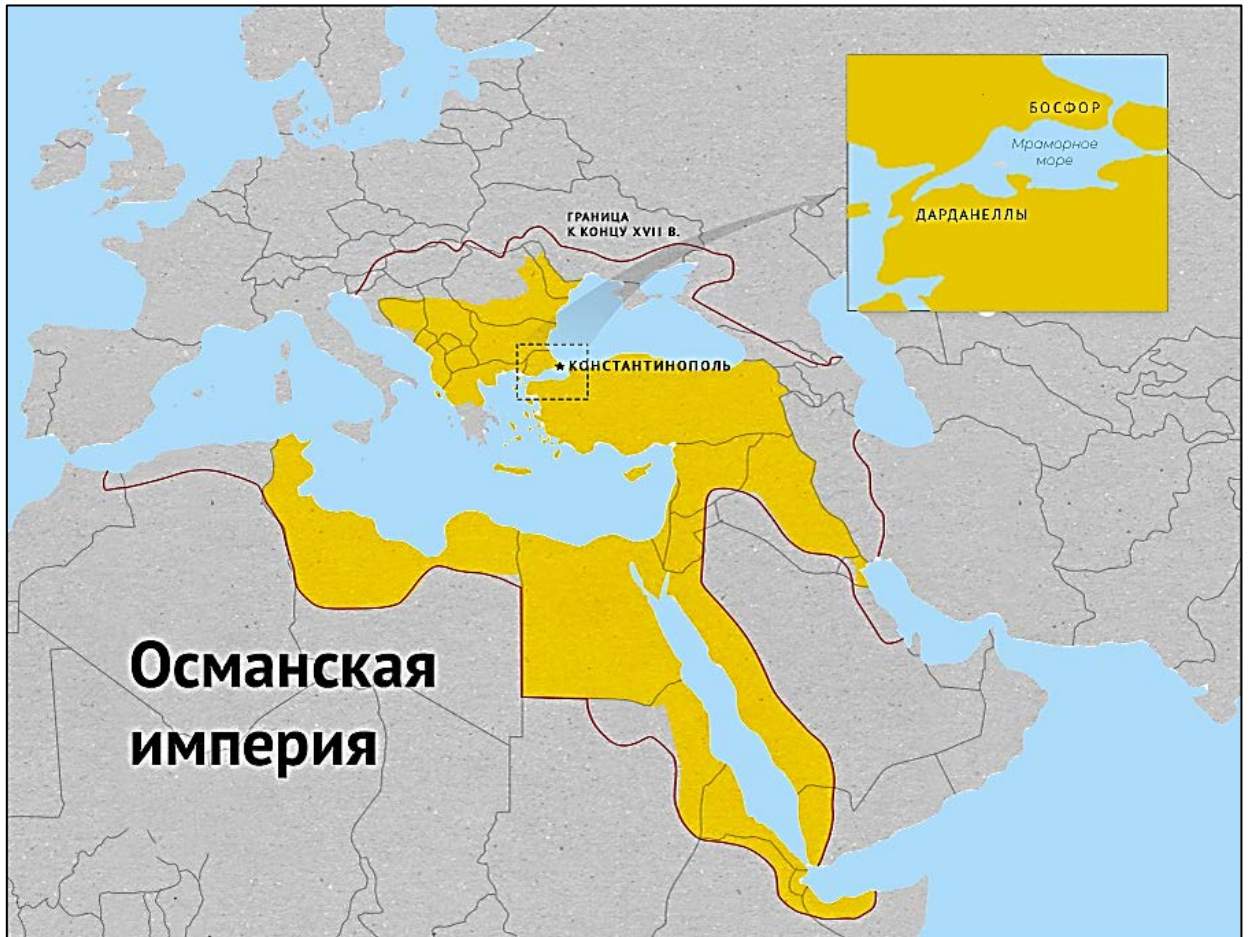 БОСФОР
Мраморное
море
ДАРДАНЕЛЛЫ
ГРАНИЦА
К КОНЦУ XVII В.
КОНСТАНТИНОПОЛЬ
Османская
империя